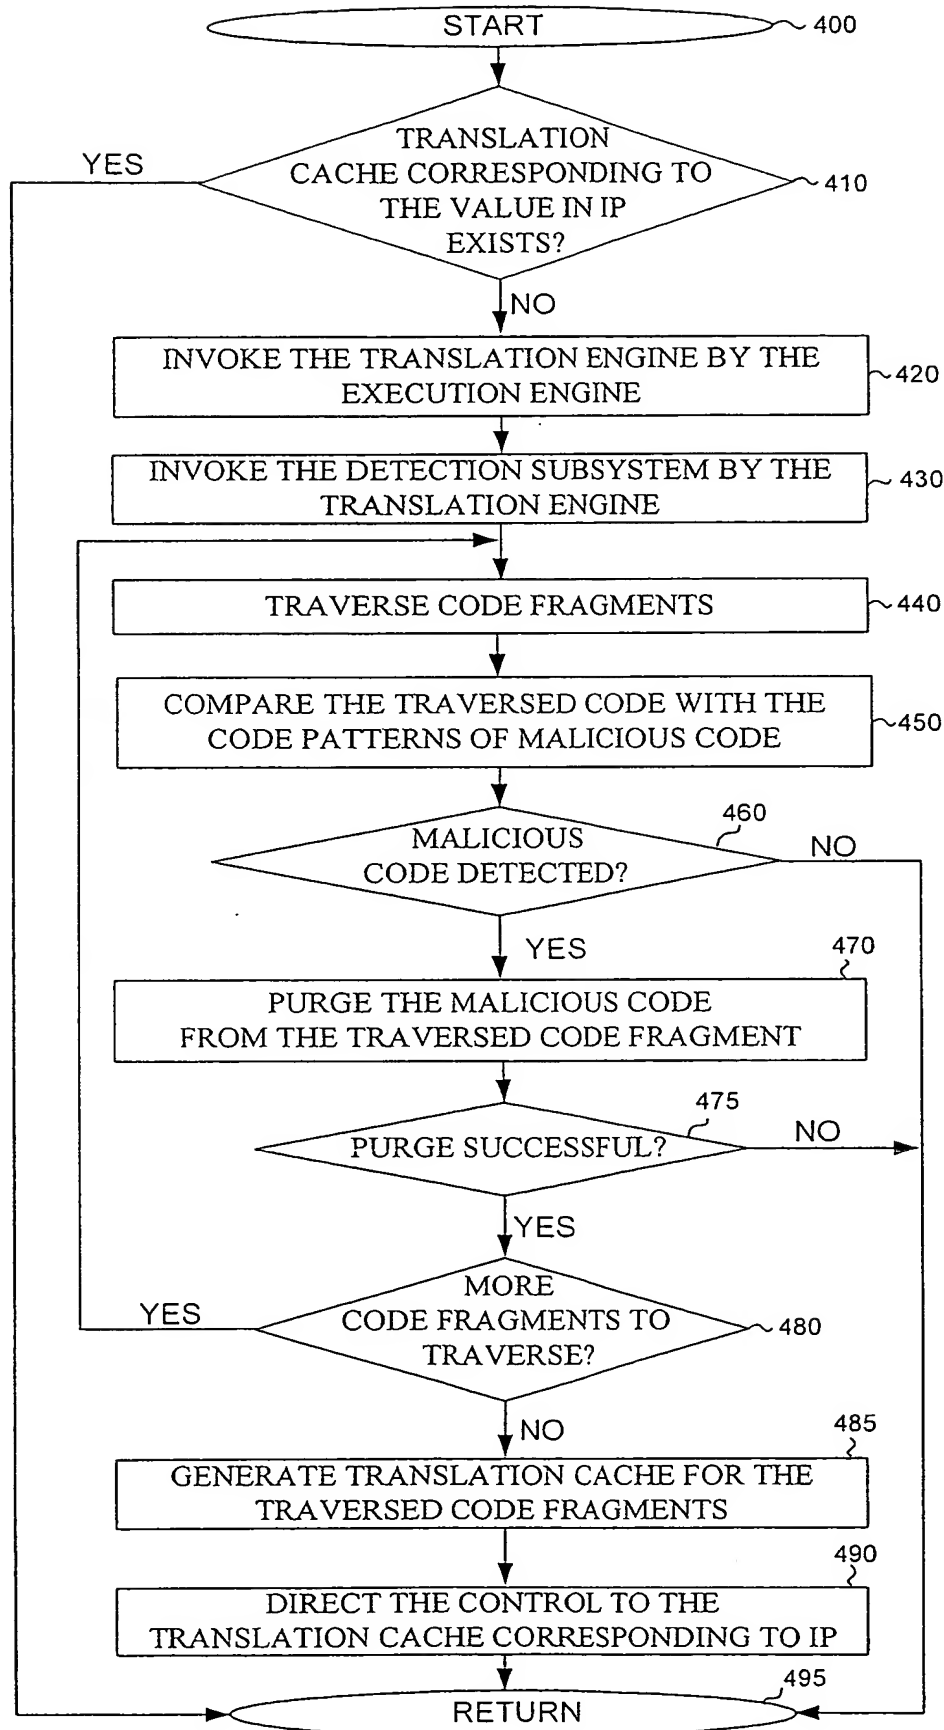 START
400
TRANSLATION
CACHE CORRESPONDING TO
THE VALUE IN IP
EXISTS?
YES
410
NO
INVOKE THE TRANSLATION ENGINE BY THE
EXECUTION ENGINE
420
INVOKE THE DETECTION SUBSYSTEM BY THE
TRANSLATION ENGINE
430
TRAVERSE CODE FRAGMENTS
440
COMPARE THE TRAVERSED CODE WITH THE
CODE PATTERNS OF MALICIOUS CODE
450
460
MALICIOUS
CODE DETECTED?
NO
YES
470
PURGE THE MALICIOUS CODE
FROM THE TRAVERSED CODE FRAGMENT
475
PURGE SUCCESSFUL?
NO
YES
MORE
CODE FRAGMENTS TO
TRAVERSE?
YES
480
NO
485
GENERATE TRANSLATION CACHE FOR THE
TRAVERSED CODE FRAGMENTS
490
DIRECT THE CONTROL TO THE
TRANSLATION CACHE CORRESPONDING TO IP
495
RETURN